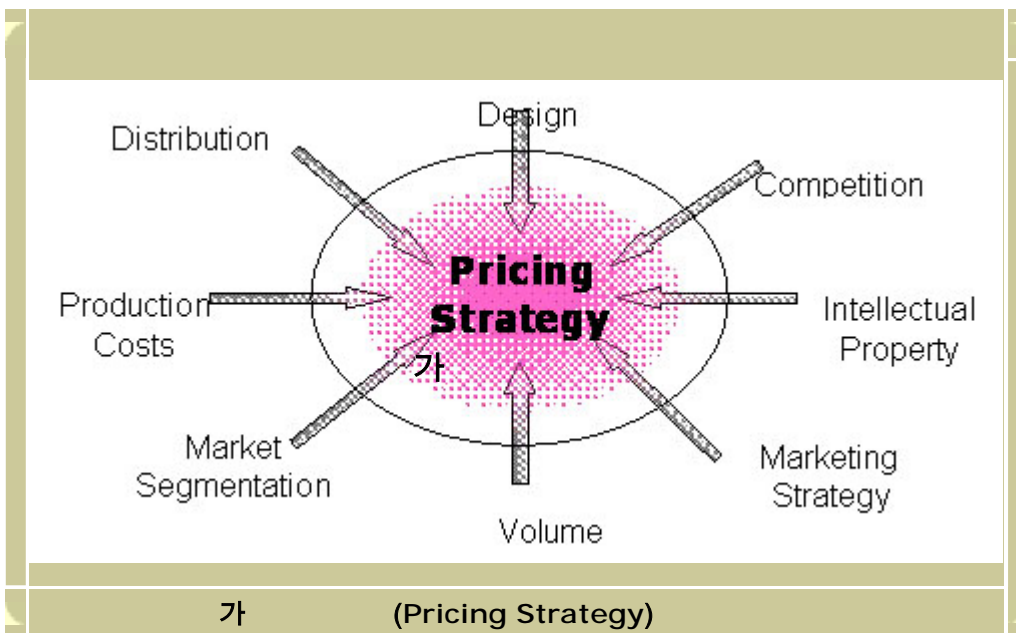 Design
Distribution
Competition
Pricing
Strategy
가
Production
Costs
Intellectual
Property
Market
Segmentation
Marketing
Strategy
Volume
가 (Pricing Strategy)